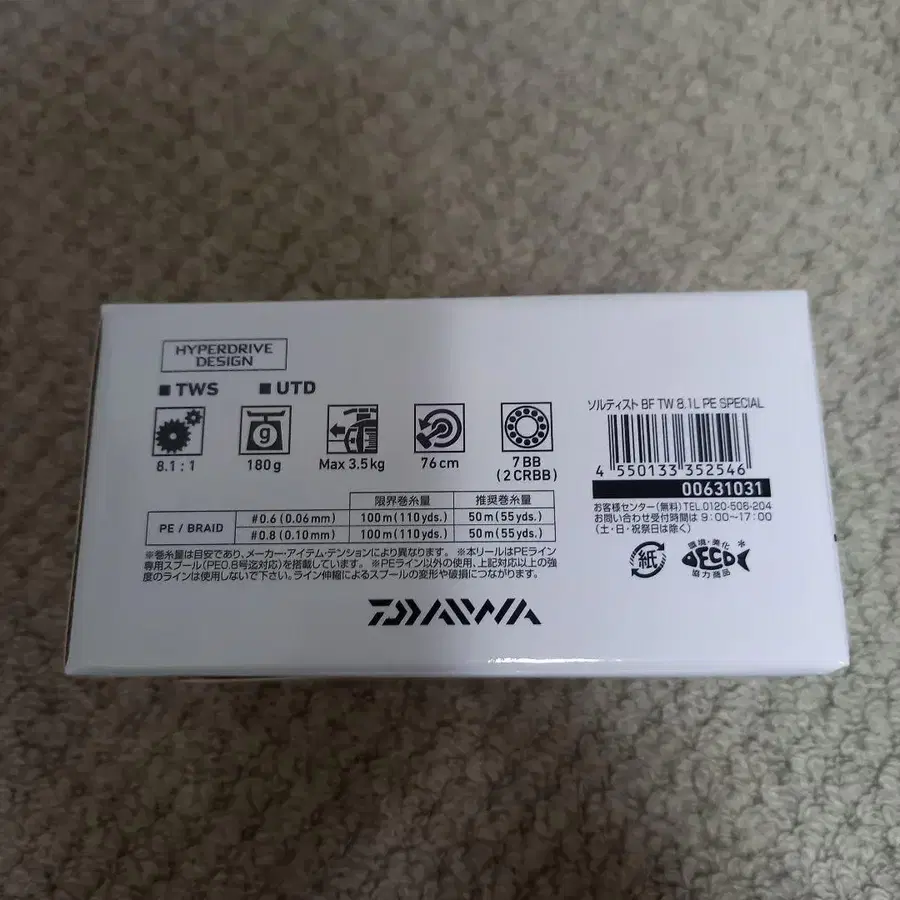 HYPERDRIVE
DESIGN
■ TWS ■ UTD
g
8.1 : 1 180g Max 3.5kg 76cm 7BB
(2CRBB)
限界巻糸量 推奨巻糸量
PE / BRAID
#0.6 (0.06mm) 100m(110yds.) 50m(55yds.)
#0.8 (0.10mm) 100m(110yds.) 50m(55yds.)
※巻糸量は目安であり、メーカー・アイテム・テンションにより異なります。 ※本リールはPEライン
専用スプール(PE0.8号迄対応)を搭載しています。 ※PEライン以外の使用、上記対応以上の強
度のラインは使用しないで下さい。ライン伸縮によるスプールの変形や破損につながります。
DAIWA
ソルティスト BF TW 8.1L PE SPECIAL
4 550133 352546
00631031
お客様センター(無料)TEL.0120-506-204
お問い合わせ受付時間は 9:00~17:00
(土・日・祝祭日は除く)
紙
環境・美化
DECO
協力商品